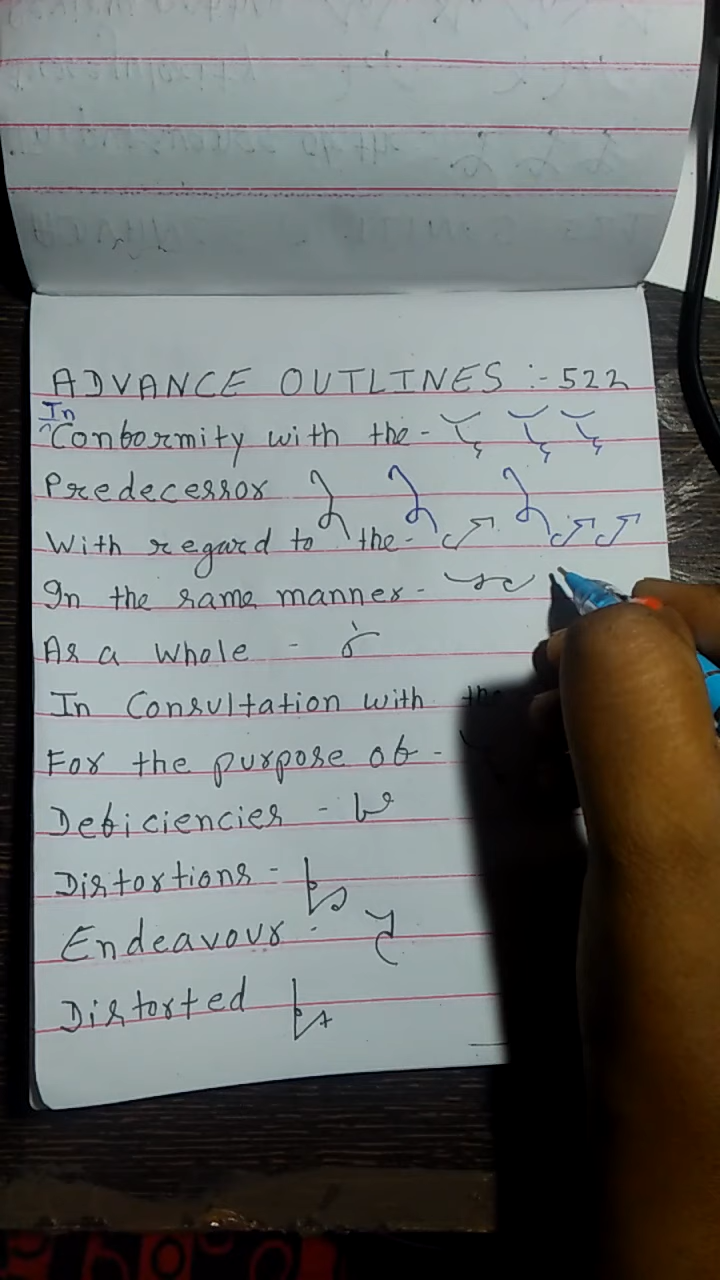 ADVANCE OUTLINES :- 522
In
^Conformity with the -
Predecessor
With regard to the -
In the same manner -
As a whole -
In Consultation with the
For the purpose of -
Deficiencies -
Distortions -
Endeavour -
Distorted